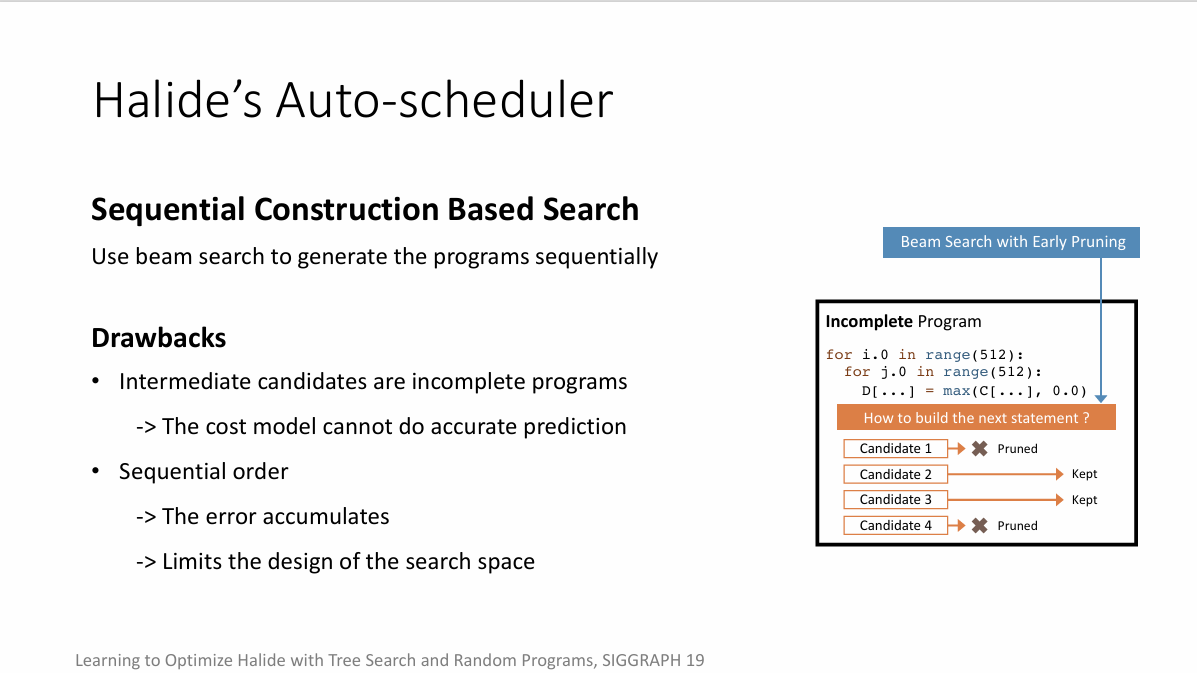 Halide’s Auto-scheduler
Sequential Construction Based Search
Use beam search to generate the programs sequentially
Drawbacks
• Intermediate candidates are incomplete programs
-> The cost model cannot do accurate prediction
• Sequential order
-> The error accumulates
-> Limits the design of the search space
Beam Search with Early Pruning
Incomplete Program
for i.0 in range(512):
for j.0 in range(512):
D[...] = max(C[...], 0.0)
How to build the next statement ?
Candidate 1 Pruned
Candidate 2 Kept
Candidate 3 Kept
Candidate 4 Pruned
Learning to Optimize Halide with Tree Search and Random Programs, SIGGRAPH 19